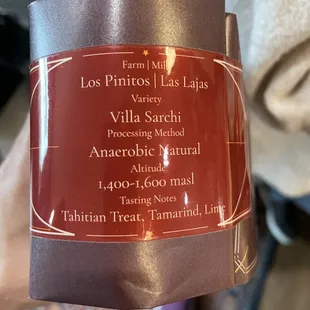 Farm | Mill
Los Pinitos | Las Lajas
Variety
Villa Sarchi
Processing Method
Anaerobic Natural
Altitude
1,400-1,600 masl
Tasting Notes
Tahitian Treat, Tamarind, Lime